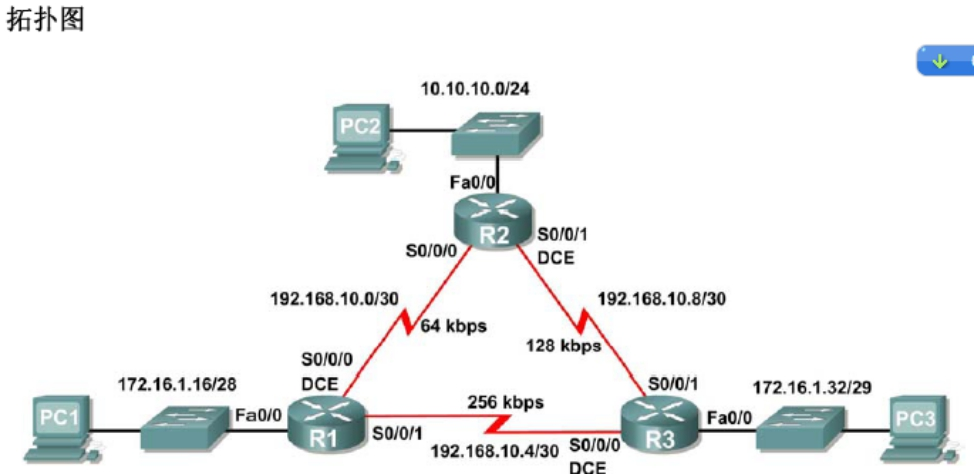 拓扑图
10.10.10.0/24
PC2
Fa0/0
R2
S0/0/0
S0/0/1
DCE
192.168.10.0/30
192.168.10.8/30
64 kbps
128 kbps
S0/0/0
DCE
S0/0/1
172.16.1.16/28
172.16.1.32/29
256 kbps
PC1
Fa0/0
R1
S0/0/1
192.168.10.4/30
S0/0/0
DCE
R3
Fa0/0
PC3